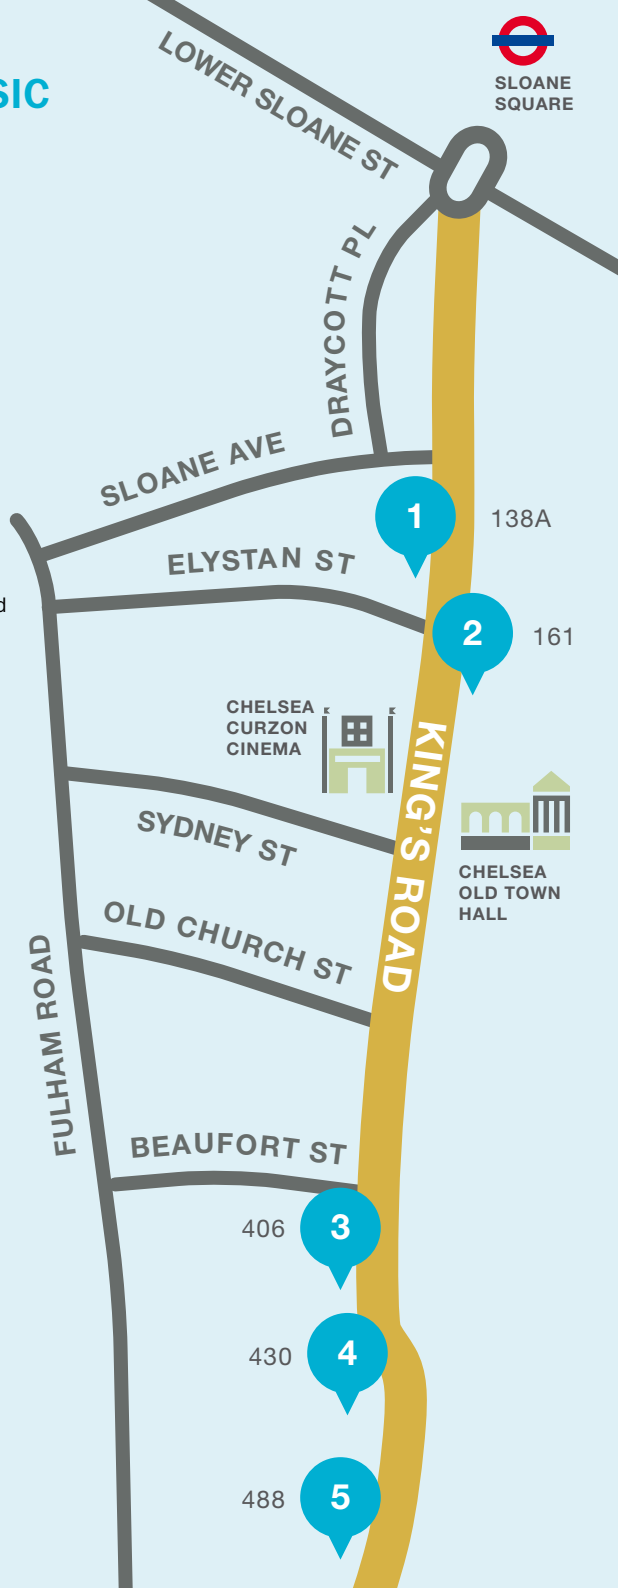 SLOANE
SQUARE
LOWER SLOANE ST
SIC
DRAYCOTT PL
SLOANE AVE
1
138A
ELYSTAN ST
d
2
161
CHELSEA
CURZON
CINEMA
KING'S ROAD
SYDNEY ST
CHELSEA
OLD TOWN
HALL
OLD CHURCH ST
FULHAM ROAD
BEAUFORT ST
406
3
430
4
488
5